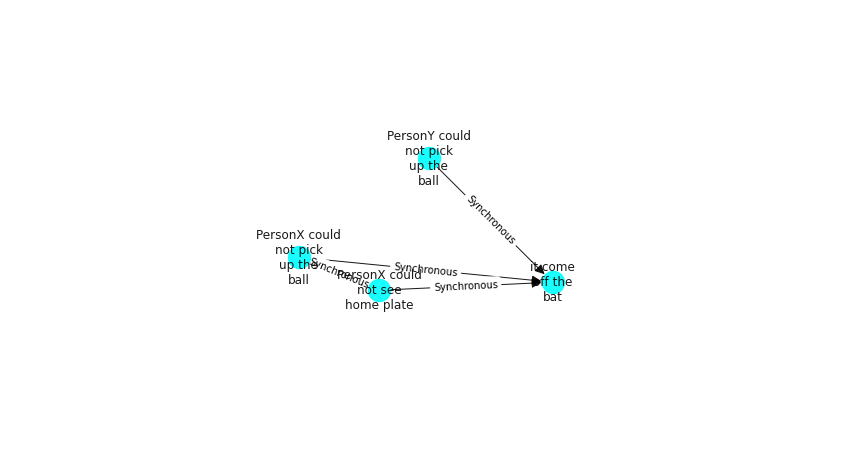 PersonY could
not pick
up the
ball
Synchronous
PersonX could
not pick
up the
ball
Synchronous
Synchronous
PersonX could
not see
home plate
Synchronous
it come
off the
bat